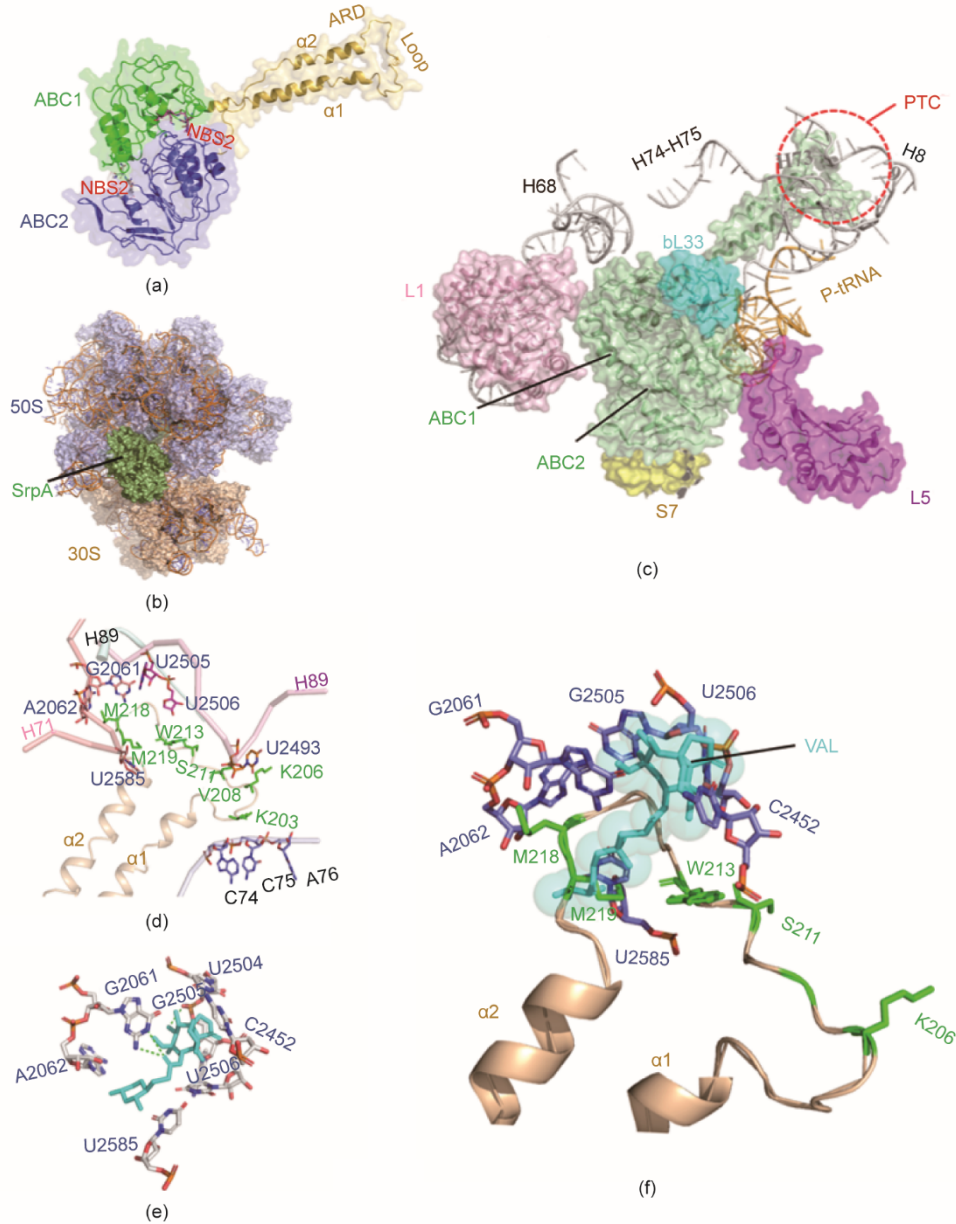 ARD
α2
Loop
ABC1
α1
NBS2
NBS2
ABC2
(a)
50S
SrpA
30S
(b)
PTC
H74-H75
H73
H8
H68
bL33
L1
P-tRNA
ABC1
ABC2
S7
L5
(c)
H89
G2061
U2505
H89
A2062
U2506
M218
H71
W213
U2493
M219
S211
K206
U2585
V208
K203
α2
α1
C74
C75
A76
(d)
U2504
G2061
G2505
C2452
A2062
U2506
U2585
(e)
G2061
G2505
U2506
VAL
C2452
A2062
M218
W213
M219
S211
U2585
α2
K206
α1
(f)